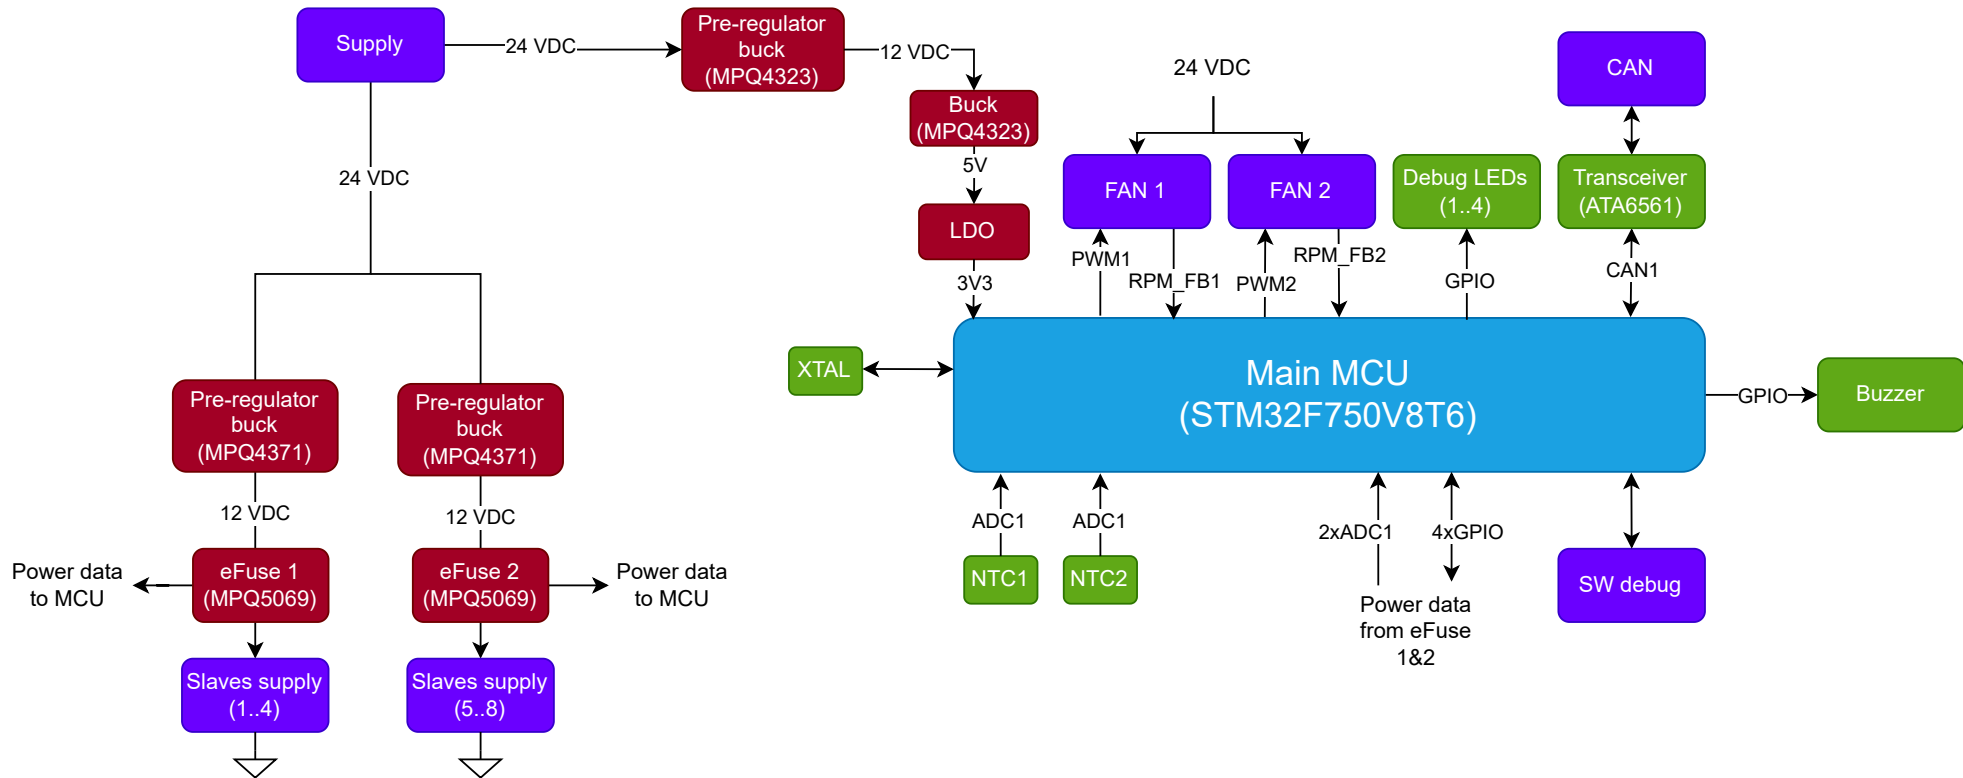 Supply
24 VDC
Pre-regulator
buck
(MPQ4323)
12 VDC
Buck
(MPQ4323)
5V
LDO
3V3
24 VDC
FAN 1
FAN 2
Debug LEDs
(1..4)
CAN
Transceiver
(ATA6561)
PWM1
RPM_FB1
PWM2
RPM_FB2
GPIO
CAN1
XTAL
Main MCU
(STM32F750V8T6)
GPIO
Buzzer
ADC1
NTC1
ADC1
NTC2
2xADC1
4xGPIO
Power data
from eFuse
1&2
SW debug
24 VDC
Pre-regulator
buck
(MPQ4371)
Pre-regulator
buck
(MPQ4371)
12 VDC
12 VDC
Power data
to MCU
eFuse 1
(MPQ5069)
eFuse 2
(MPQ5069)
Power data
to MCU
Slaves supply
(1..4)
Slaves supply
(5..8)